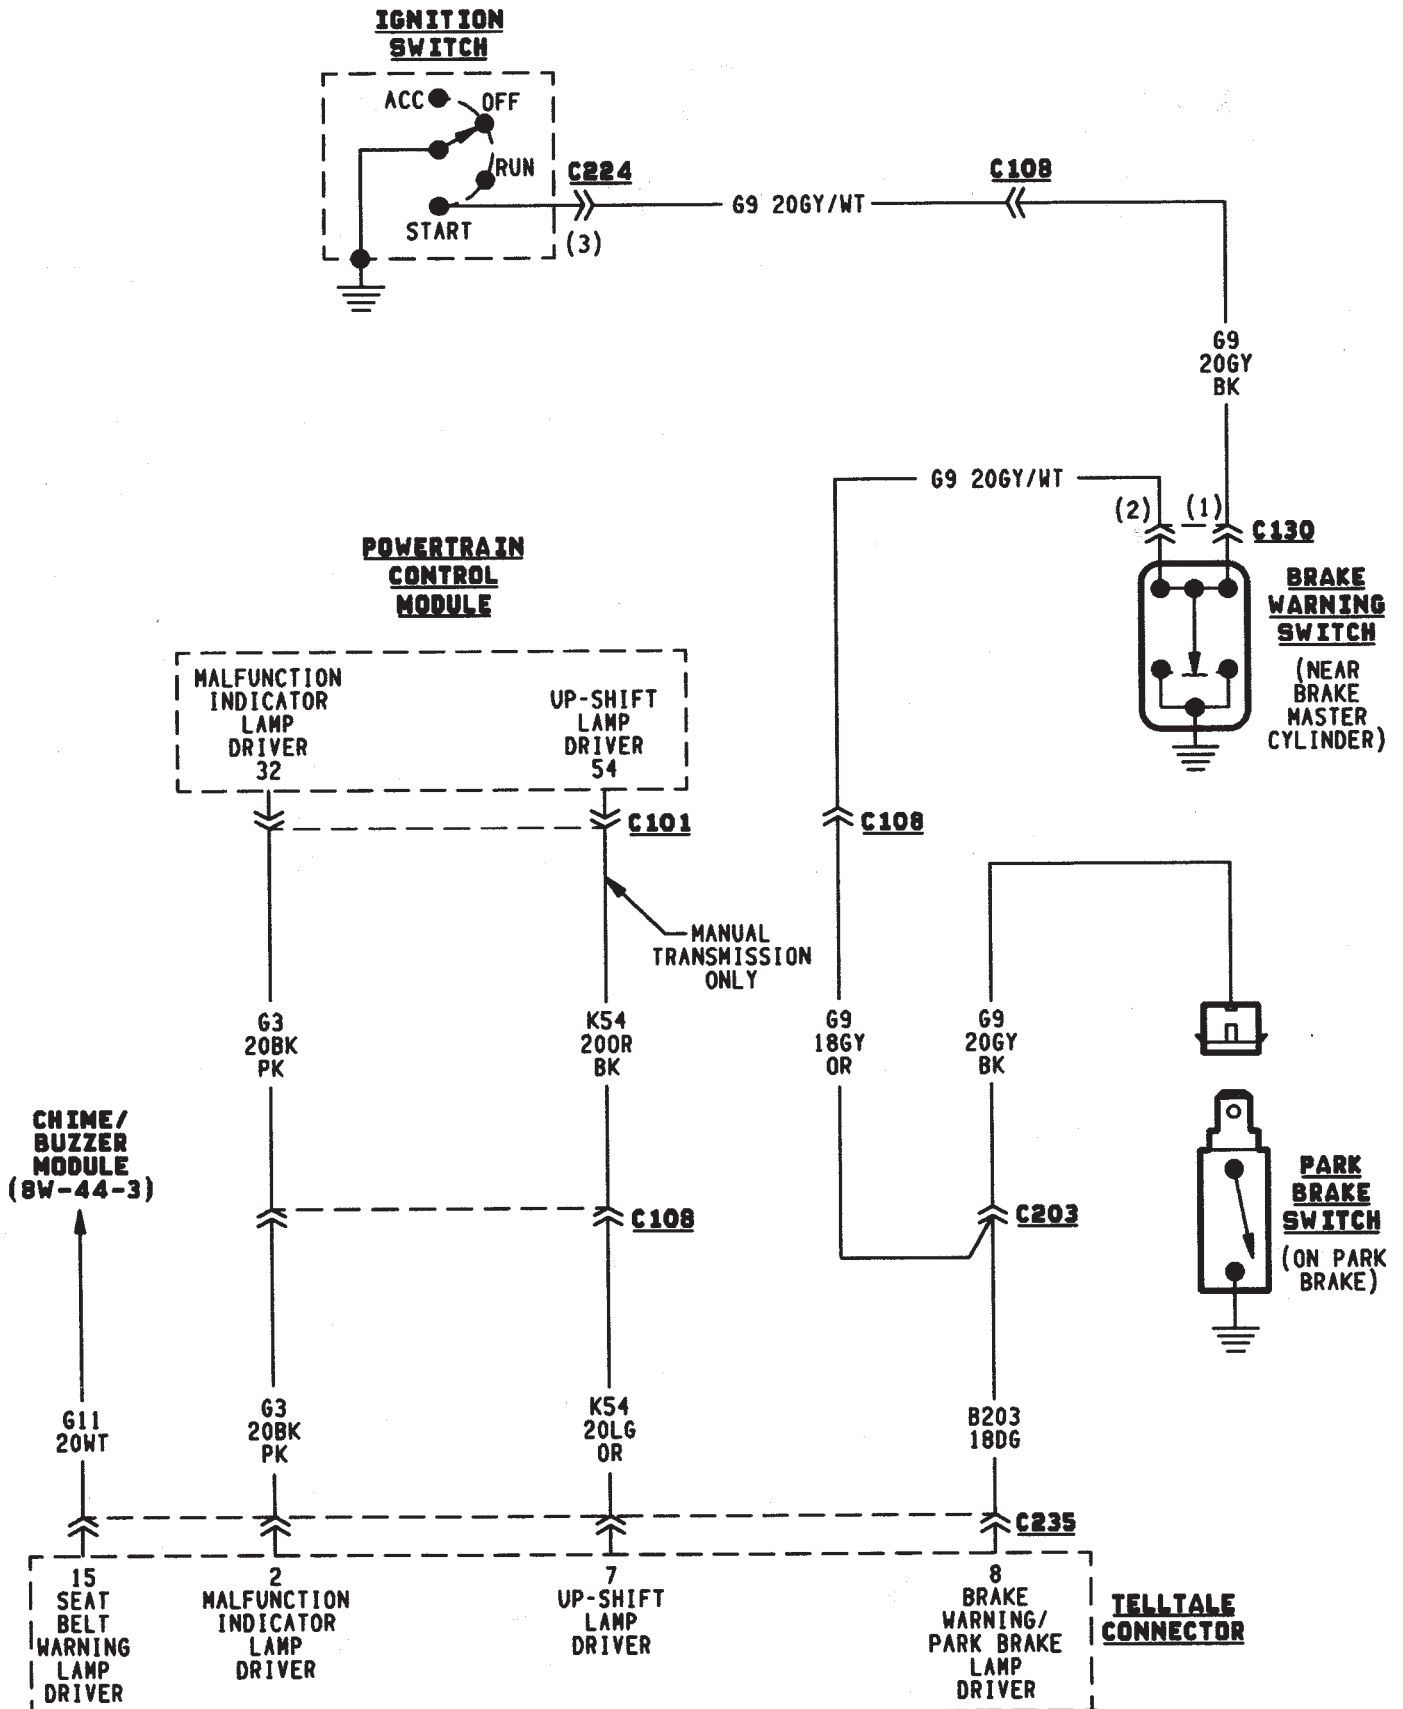 IGNITION
SWITCH
ACC
OFF
RUN
START
C224
(3)
G9 20GY/WT
C108
G9
20GY
BK
G9 20GY/WT
(2)
(1)
C130
BRAKE
WARNING
SWITCH
(NEAR
BRAKE
MASTER
CYLINDER)
POWERTRAIN
CONTROL
MODULE
MALFUNCTION
INDICATOR
LAMP
DRIVER
32
UP-SHIFT
LAMP
DRIVER
54
C101
C108
MANUAL
TRANSMISSION
ONLY
G3
20BK
PK
K54
20OR
BK
G9
18GY
OR
G9
20GY
BK
CHIME/
BUZZER
MODULE
(8W-44-3)
C108
C203
PARK
BRAKE
SWITCH
(ON PARK
BRAKE)
G11
20WT
G3
20BK
PK
K54
20LG
OR
B203
18DG
C235
15
SEAT
BELT
WARNING
LAMP
DRIVER
2
MALFUNCTION
INDICATOR
LAMP
DRIVER
7
UP-SHIFT
LAMP
DRIVER
8
BRAKE
WARNING/
PARK BRAKE
LAMP
DRIVER
TELLTALE
CONNECTOR